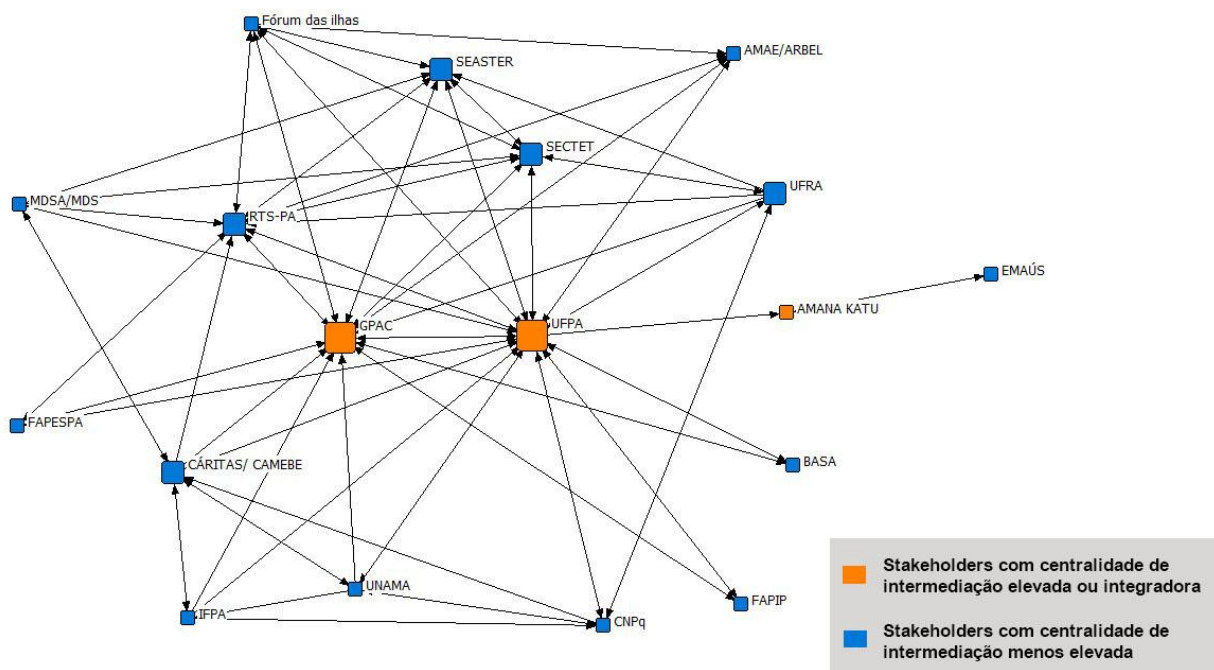 Fórum das ilhas
AMAE/ARBEL
SEASTER
SECTET
UFRA
MDSA/MDS
RTS-PA
EMAÚS
AMANA KATU
GPAC
UFPA
FAPESPA
CÁRITAS/ CAMEBE
BASA
UNAMA
FAPIP
IFPA
CNPq
Stakeholders com centralidade de
intermediação elevada ou integradora
Stakeholders com centralidade de
intermediação menos elevada